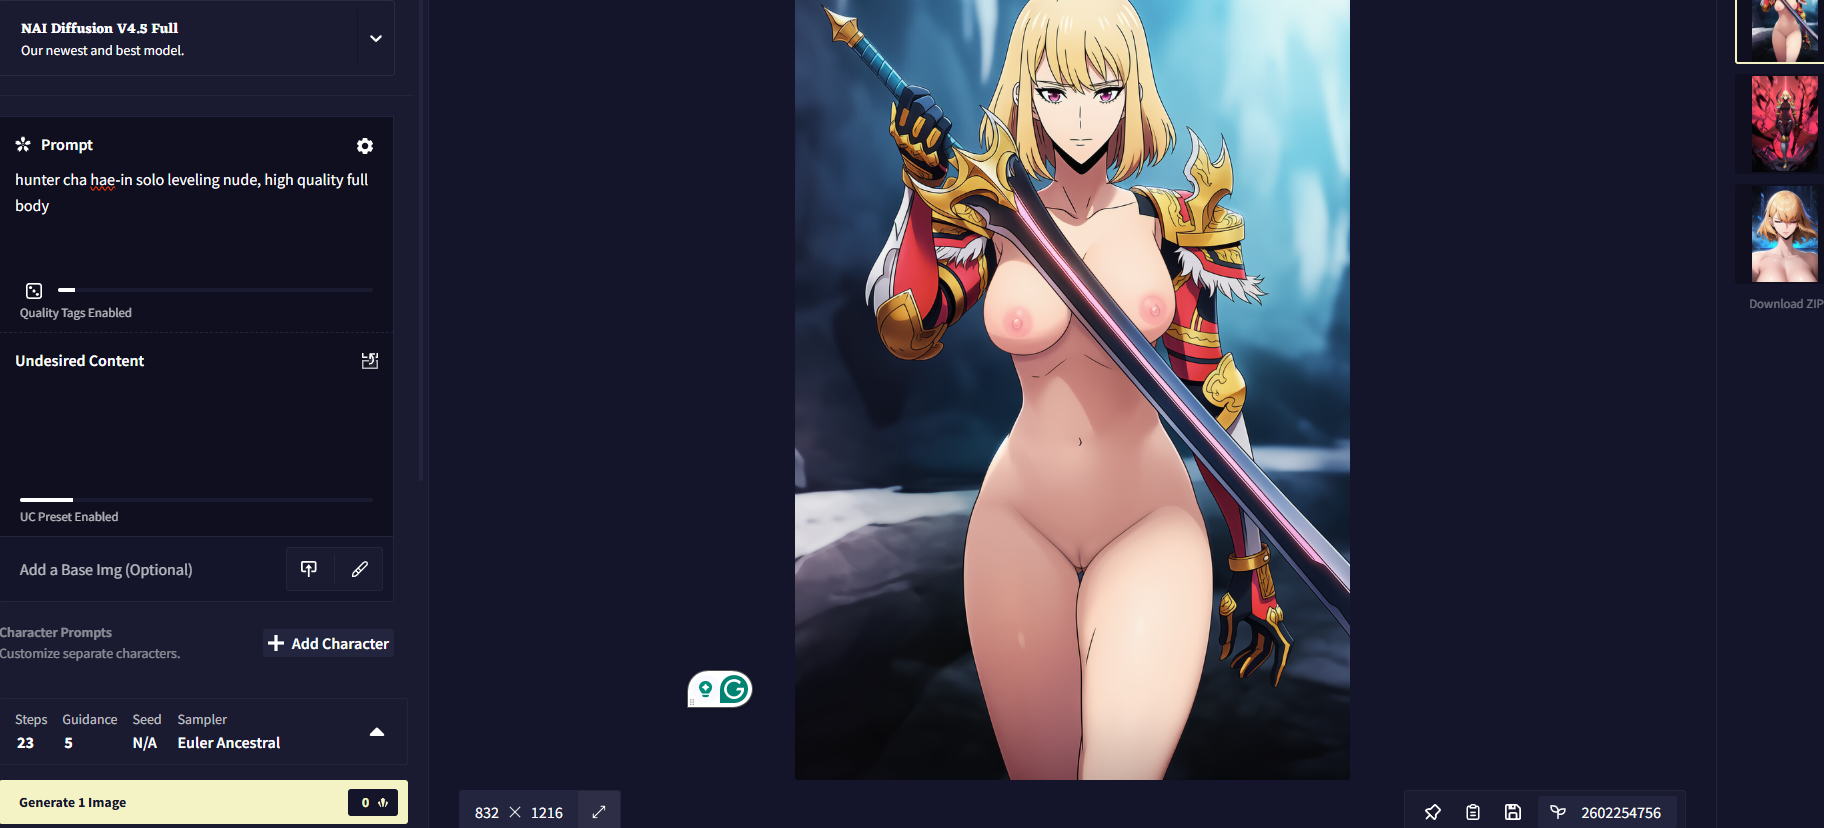 NAI Diffusion V4.5 Full
Our newest and best model.
Prompt
hunter cha hae-in solo leveling nude, high quality full
body
Quality Tags Enabled
Undesired Content
UC Preset Enabled
Add a Base Img (Optional)
Character Prompts
Customize separate characters.
Add Character
Steps Guidance Seed Sampler
23 5 N/A Euler Ancestral
Generate 1 Image 0
832 × 1216
2602254756
Download ZIP